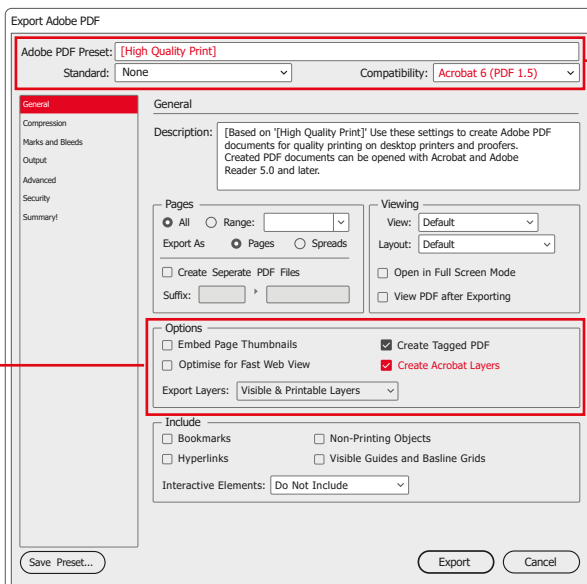 Export Adobe PDF
Adobe PDF Preset: [High Quality Print]
Standard: None Compatibility: Acrobat 6 (PDF 1.5)
General
Compression
Marks and Bleeds
Output
Advanced
Security
Summary!
General
Description: [Based on '[High Quality Print]' Use these settings to create Adobe PDF
documents for quality printing on desktop printers and proofers.
Created PDF documents can be opened with Acrobat and Adobe
Reader 5.0 and later.
Pages
All Range:
Export As Pages Spreads
Create Seperate PDF Files
Suffix:
Viewing
View: Default
Layout: Default
Open in Full Screen Mode
View PDF after Exporting
Options
Embed Page Thumbnails Create Tagged PDF
Optimise for Fast Web View Create Acrobat Layers
Export Layers: Visible & Printable Layers
Include
Bookmarks Non-Printing Objects
Hyperlinks Visible Guides and Basline Grids
Interactive Elements: Do Not Include
Save Preset... Export Cancel